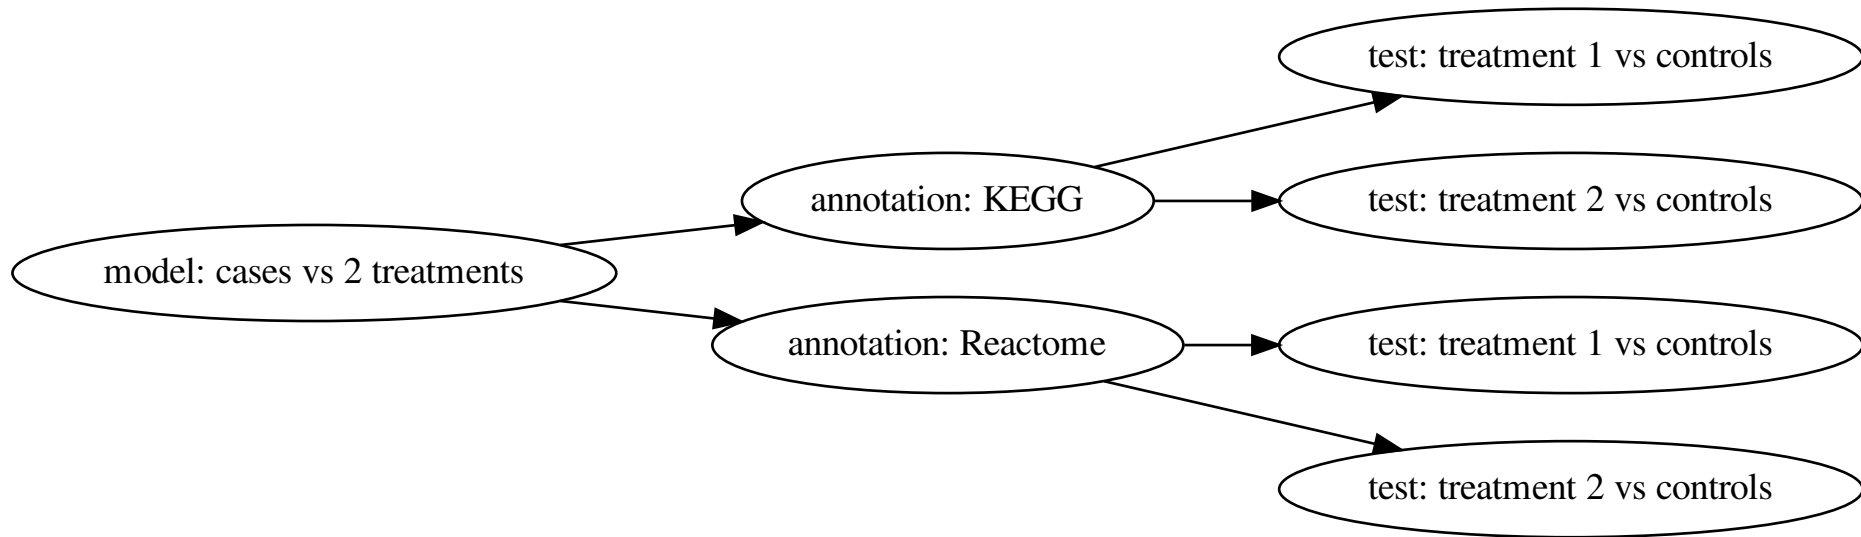 test: treatment 1 vs controls
annotation: KEGG
test: treatment 2 vs controls
model: cases vs 2 treatments
annotation: Reactome
test: treatment 1 vs controls
test: treatment 2 vs controls